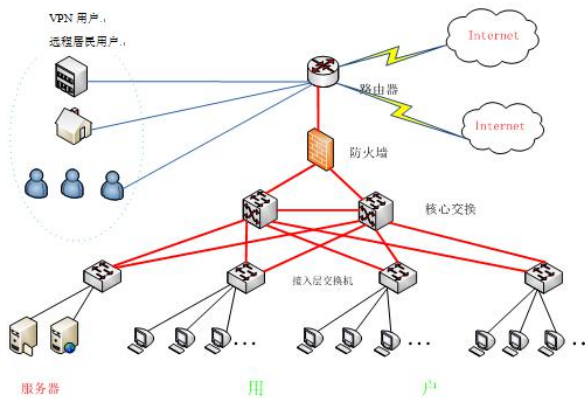 VPN 用户
远程居民用户
Internet
路由器
Internet
防火墙
核心交换
接入层交换机
...
...
...
服务器
用
户